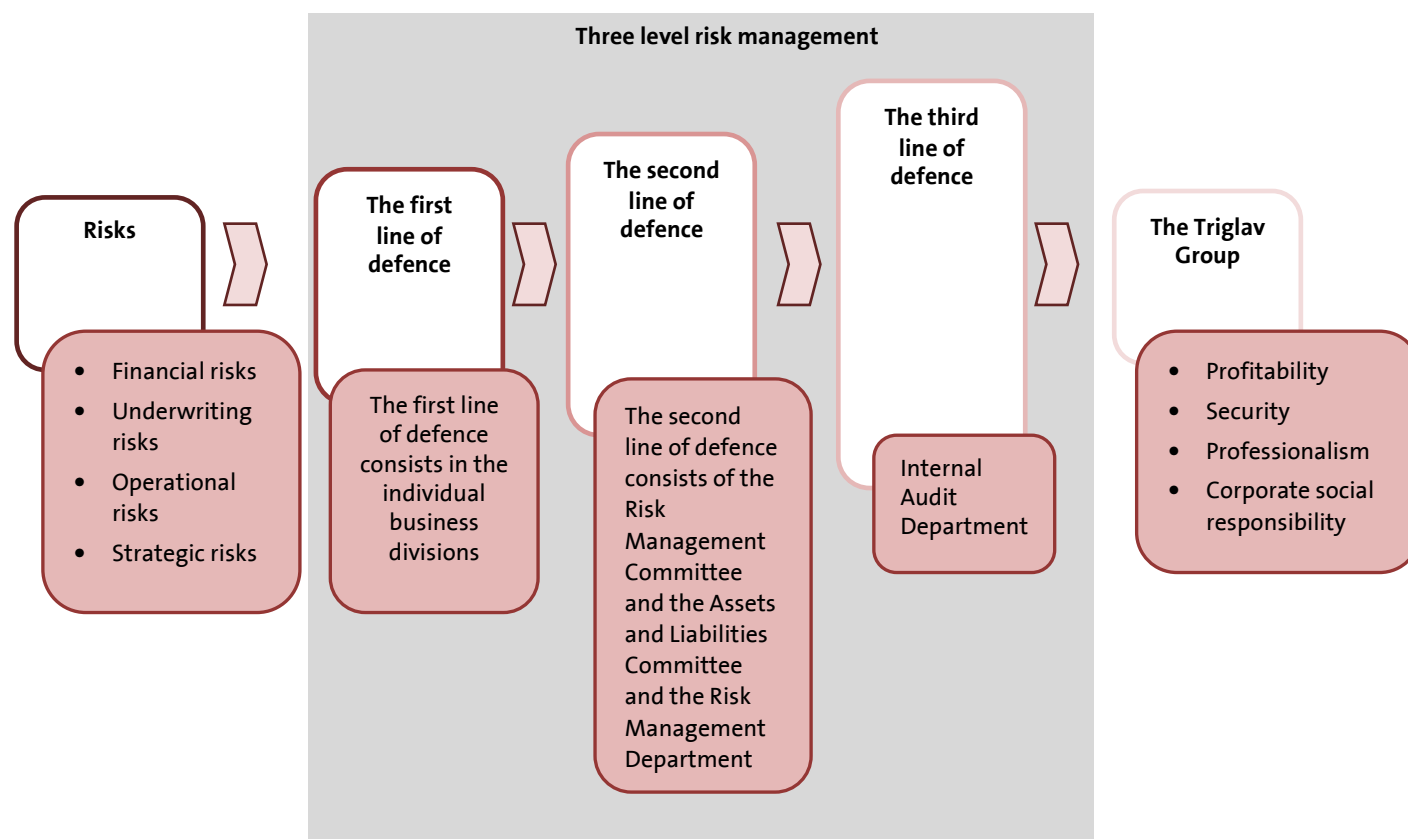 Three level risk management
Risks
• Financial risks
• Underwriting
risks
• Operational
risks
• Strategic risks
The first
line of
defence
The first line
of defence
consists in the
individual
business
divisions
The second
line of
defence
The second
line of defence
consists of the
Risk
Management
Committee
and the Assets
and Liabilities
Committee
and the Risk
Management
Department
The third
line of
defence
Internal
Audit
Department
The Triglav
Group
• Profitability
• Security
• Professionalism
• Corporate social
responsibility